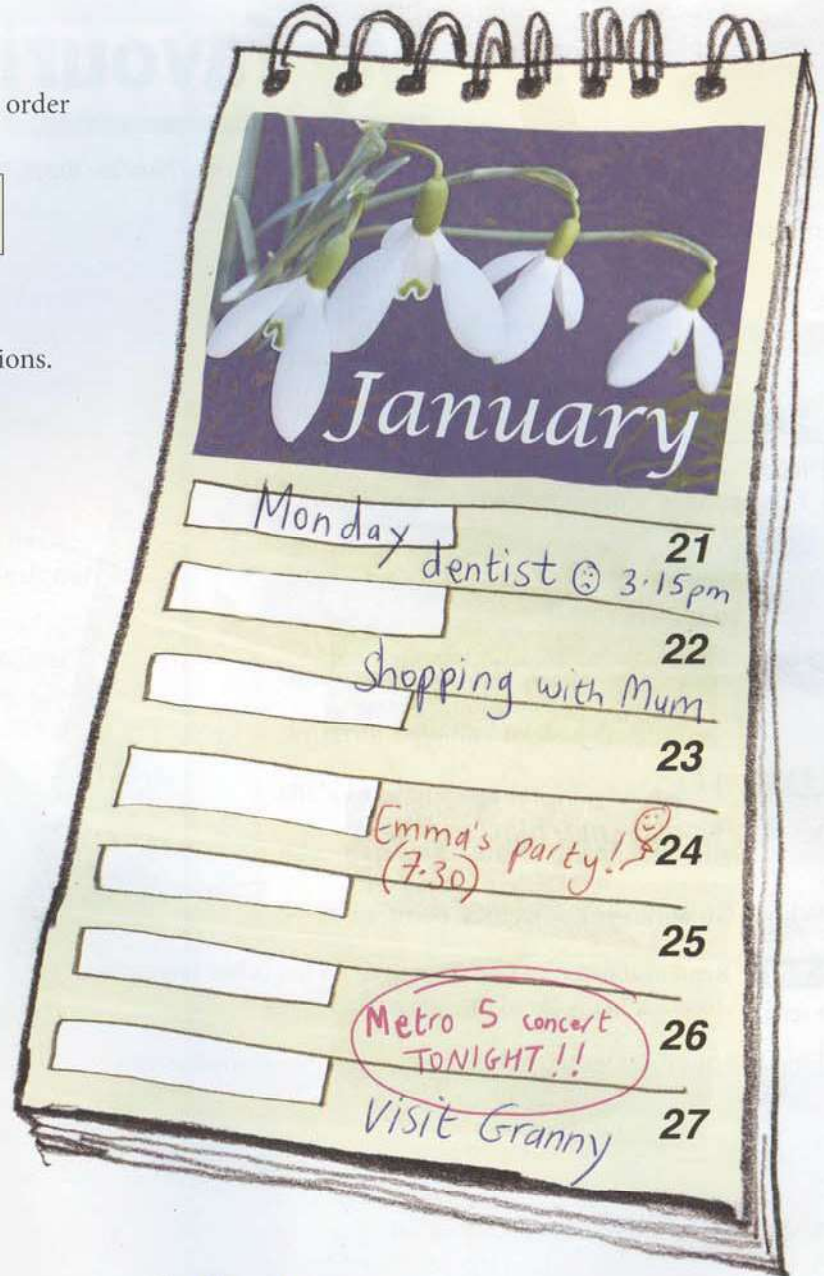 order
ions.
January
Monday
21
dentist 3.15pm
22
Shopping with Mum
23
Emma's party! 24
(7.30)
25
Metro 5 concert 26
TONIGHT!!
Visit Granny 27